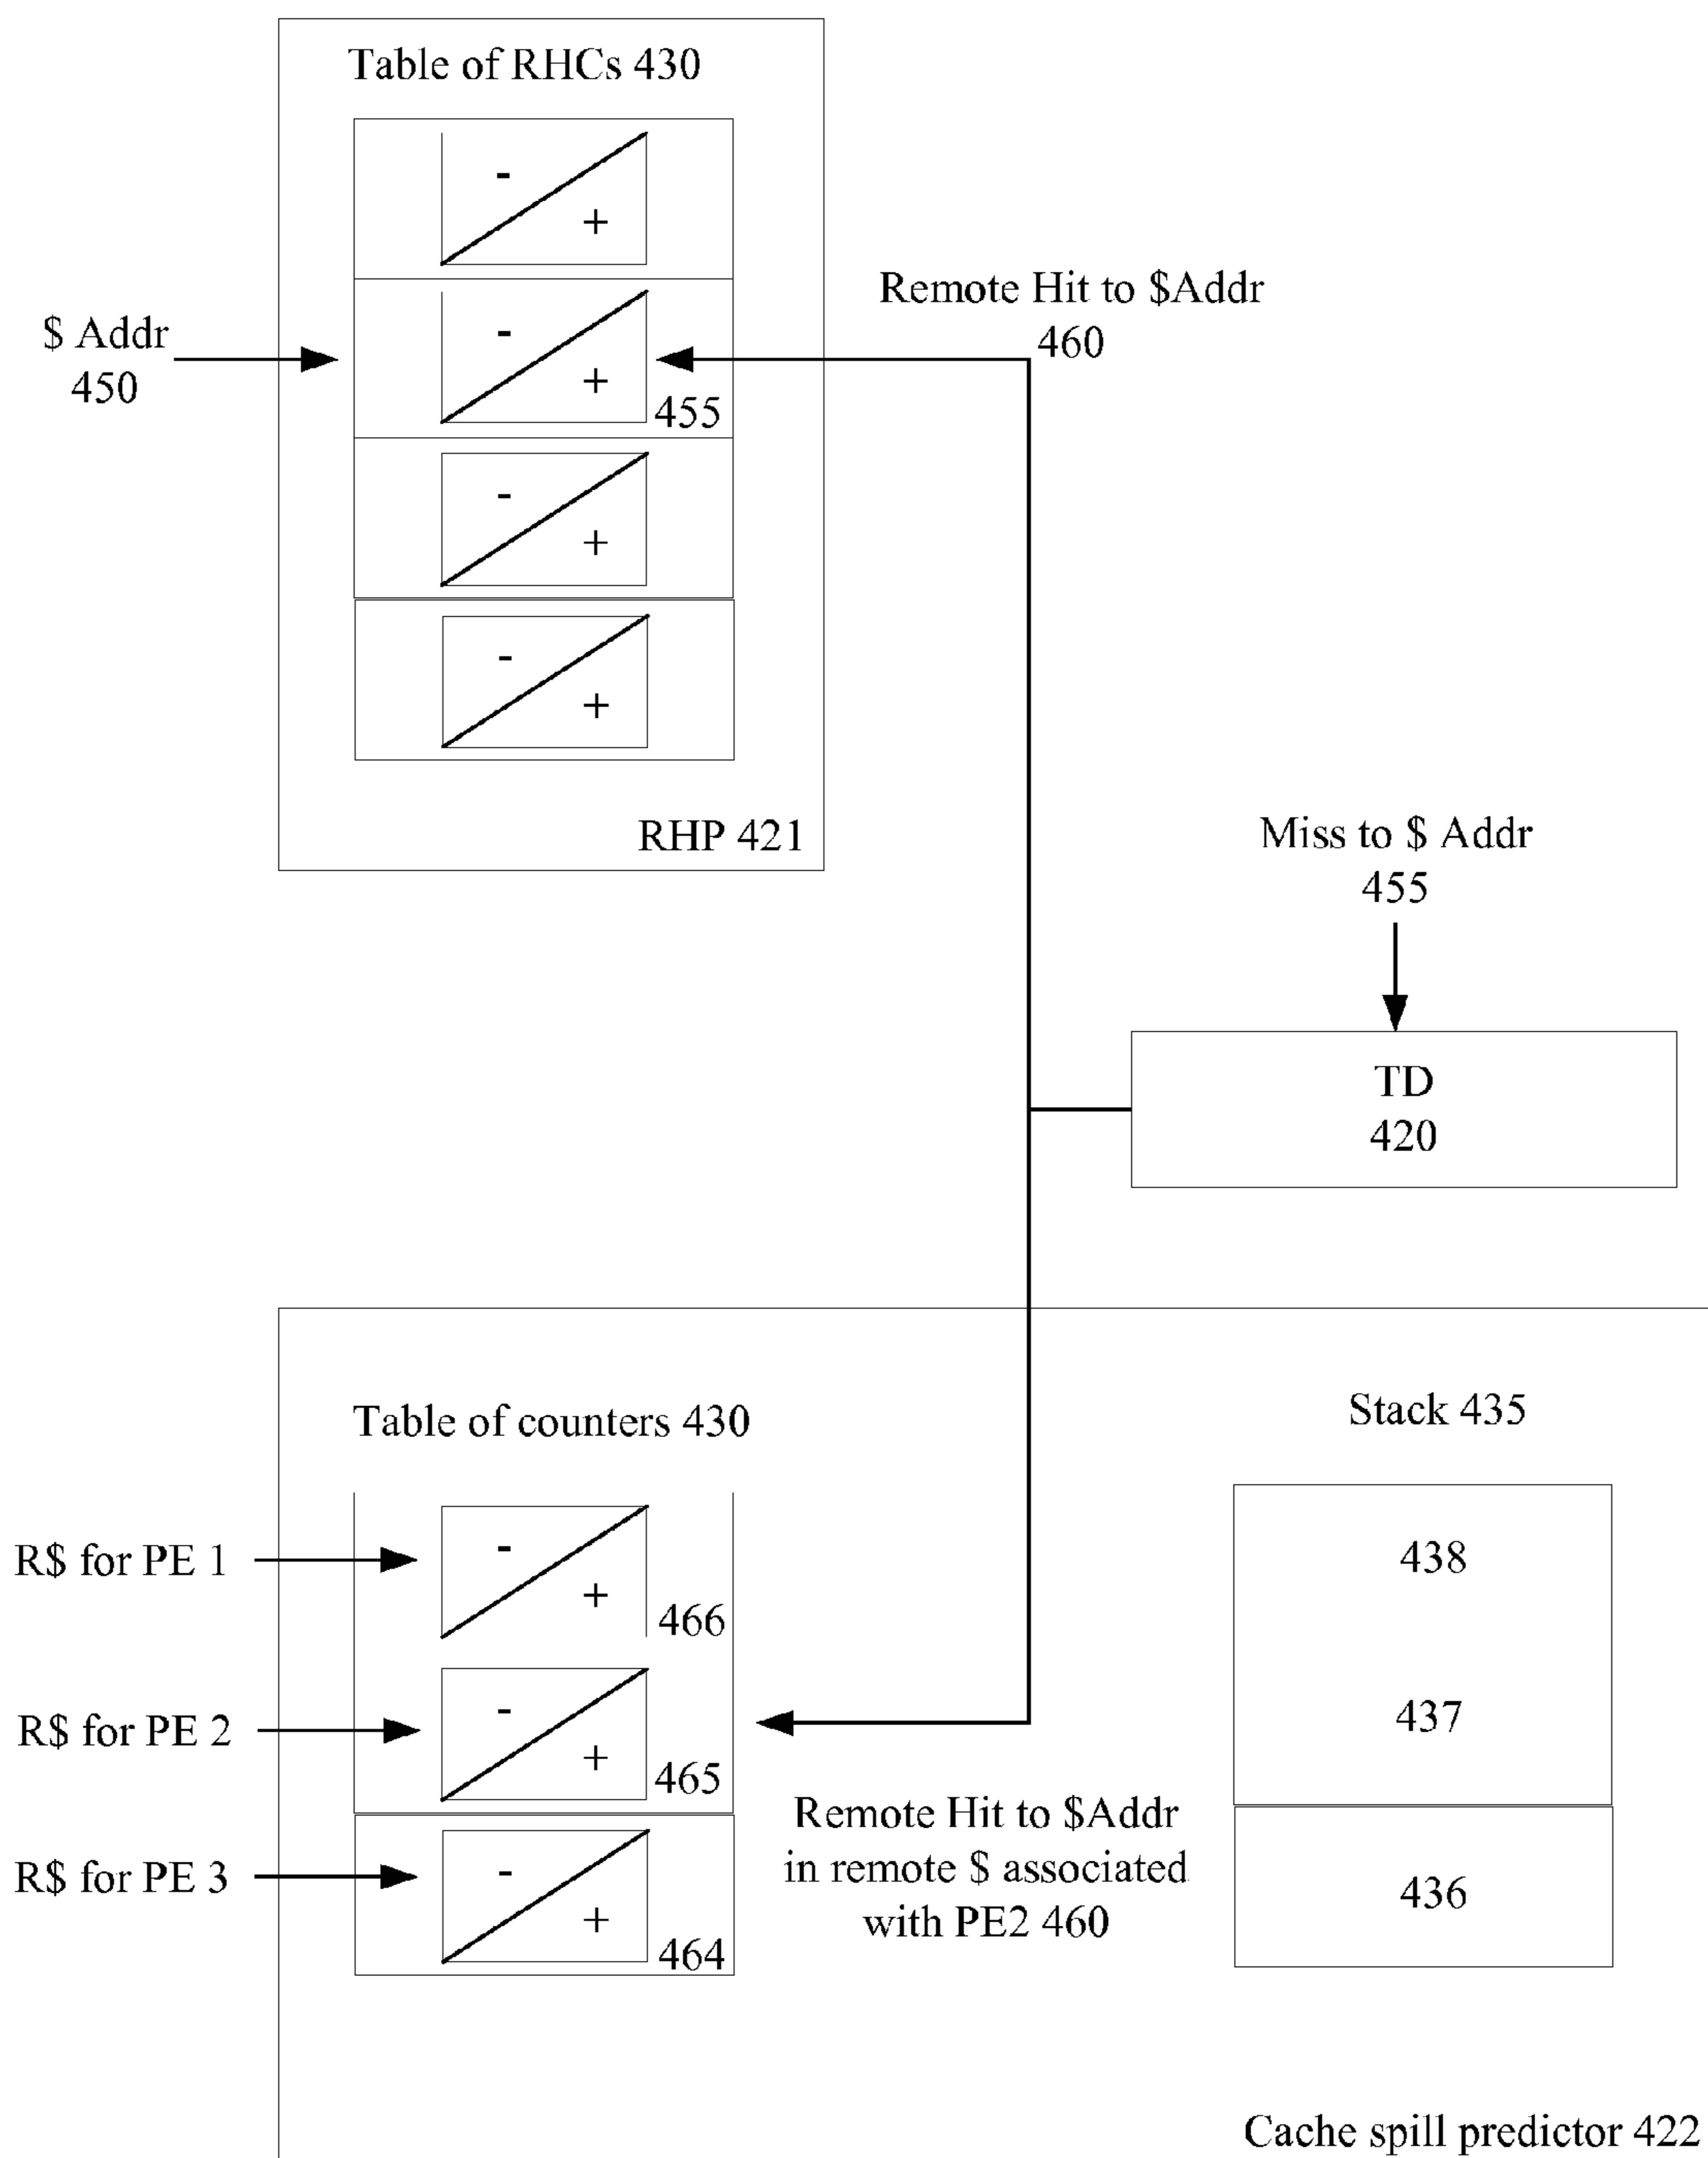 Table of RHCs 430
-
+
$ Addr
450
-
+
455
Remote Hit to $Addr
460
-
+
-
+
RHP 421
Miss to $ Addr
455
TD
420
Table of counters 430
Stack 435
R$ for PE 1
-
+
466
438
R$ for PE 2
-
+
465
437
Remote Hit to $Addr
in remote $ associated
with PE2 460
R$ for PE 3
-
+
464
436
Cache spill predictor 422